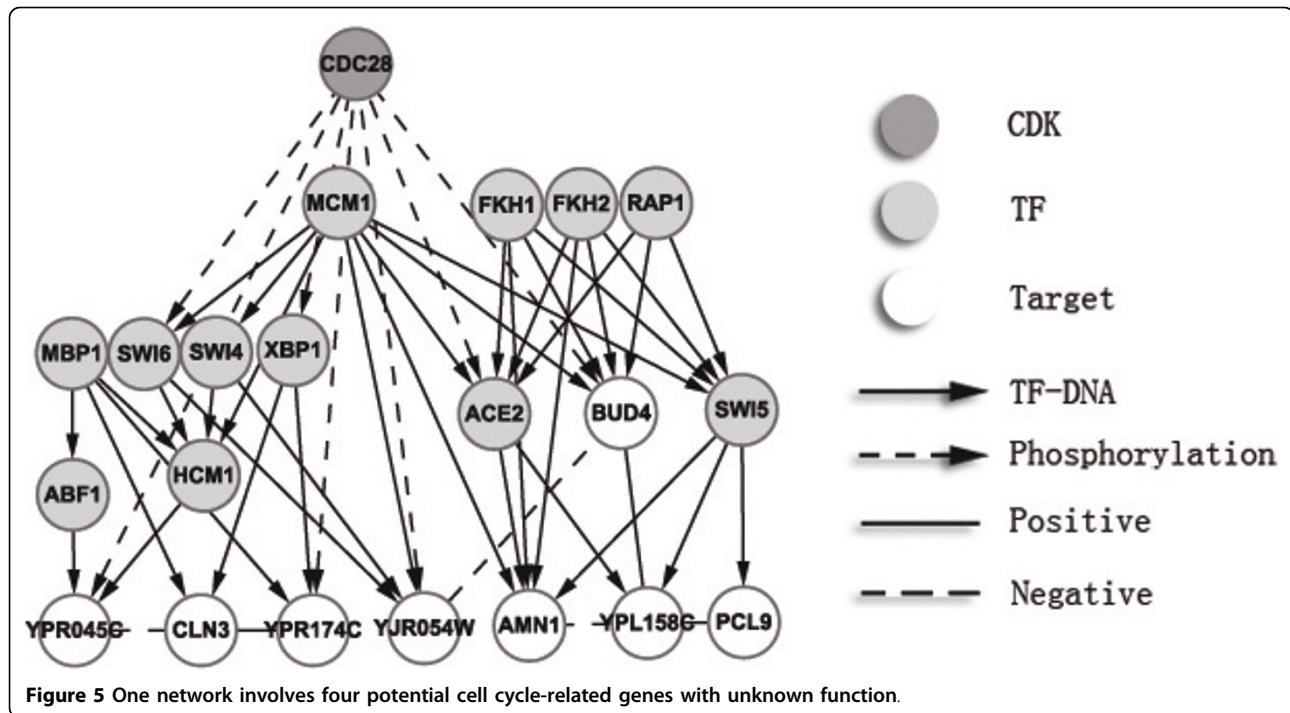 CDC28
MCM1
FKH1
FKH2
RAP1
MBP1
SWI6
SWI4
XBP1
ACE2
BUD4
SWI5
ABF1
HCM1
YPR045C
CLN3
YPR174C
YJR054W
AMN1
YPL158C
PCL9
CDK
TF
Target
TF-DNA
Phosphorylation
Positive
Negative
Figure 5 One network involves four potential cell cycle-related genes with unknown function.